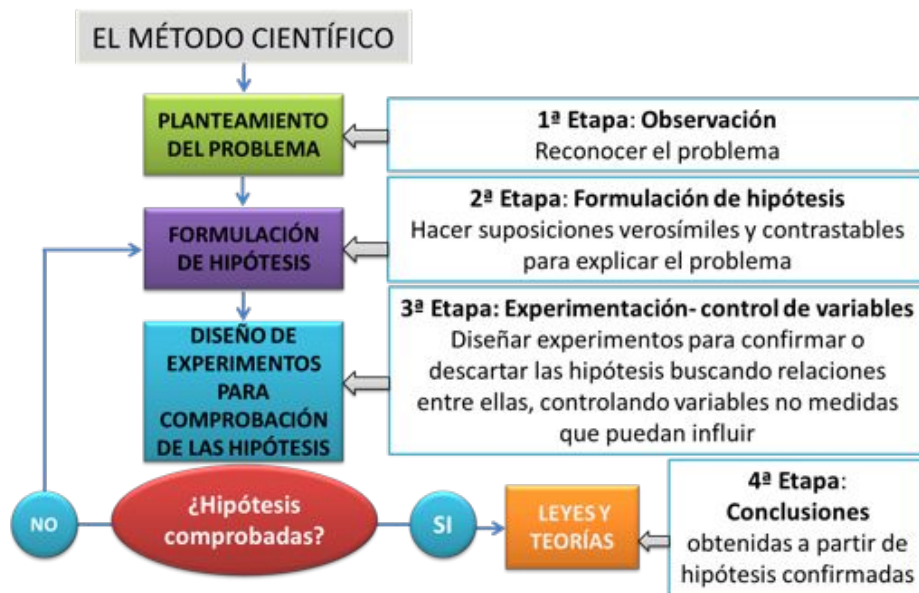 EL MÉTODO CIENTÍFICO
PLANTEAMIENTO
DEL PROBLEMA
1ª Etapa: Observación
Reconocer el problema
FORMULACIÓN
DE HIPÓTESIS
2ª Etapa: Formulación de hipótesis
Hacer suposiciones verosímiles y contrastables
para explicar el problema
DISEÑO DE
EXPERIMENTOS
PARA
COMPROBACIÓN
DE LAS HIPÓTESIS
3ª Etapa: Experimentación- control de variables
Diseñar experimentos para confirmar o
descartar las hipótesis buscando relaciones
entre ellas, controlando variables no medidas
que puedan influir
NO
¿Hipótesis
comprobadas?
SI
LEYES Y
TEORÍAS
4ª Etapa:
Conclusiones
obtenidas a partir de
hipótesis confirmadas